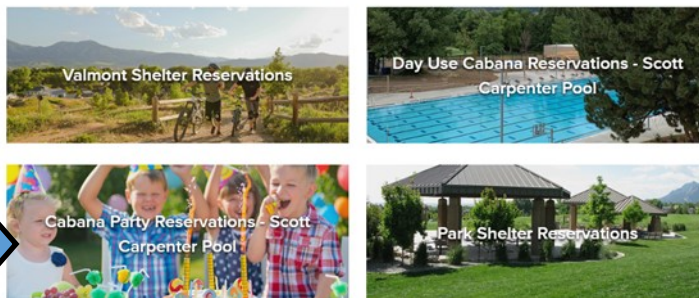 Valmont Shelter Reservations
Day Use Cabana Reservations - Scott
Carpenter Pool
Cabana Party Reservations - Scott
Carpenter Pool
Park Shelter Reservations